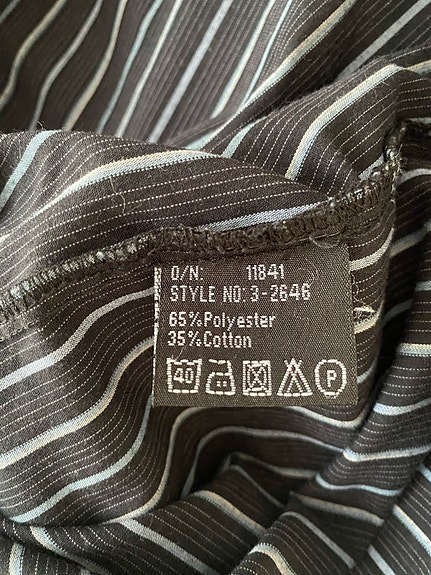 O/N: 11841
STYLE NO: 3-2646
65%Polyester
35%Cotton
40 P